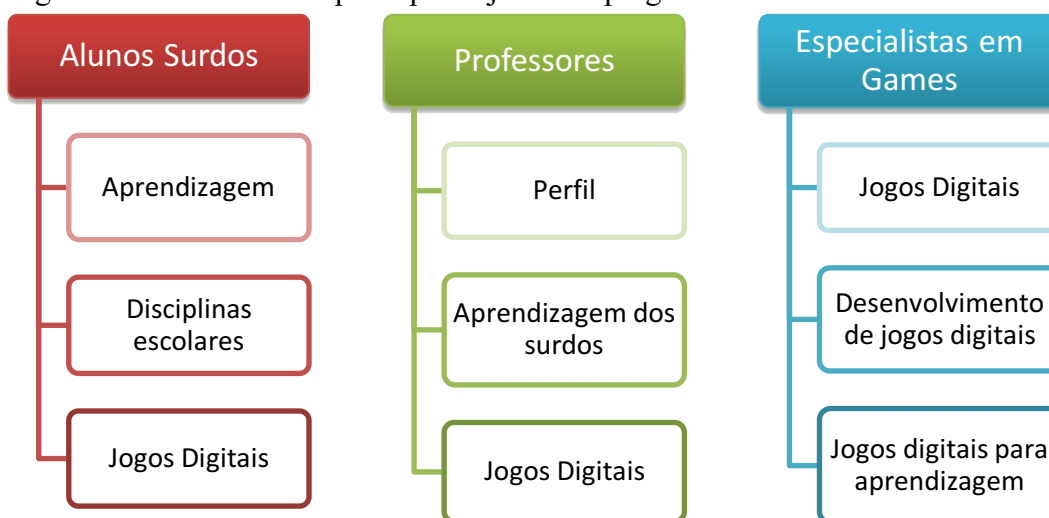 Alunos Surdos
Aprendizagem
Disciplinas
escolares
Jogos Digitais
Professores
Perfil
Aprendizagem dos
surdos
Jogos Digitais
Especialistas em
Games
Jogos Digitais
Desenvolvimento
de jogos digitais
Jogos digitais para
aprendizagem